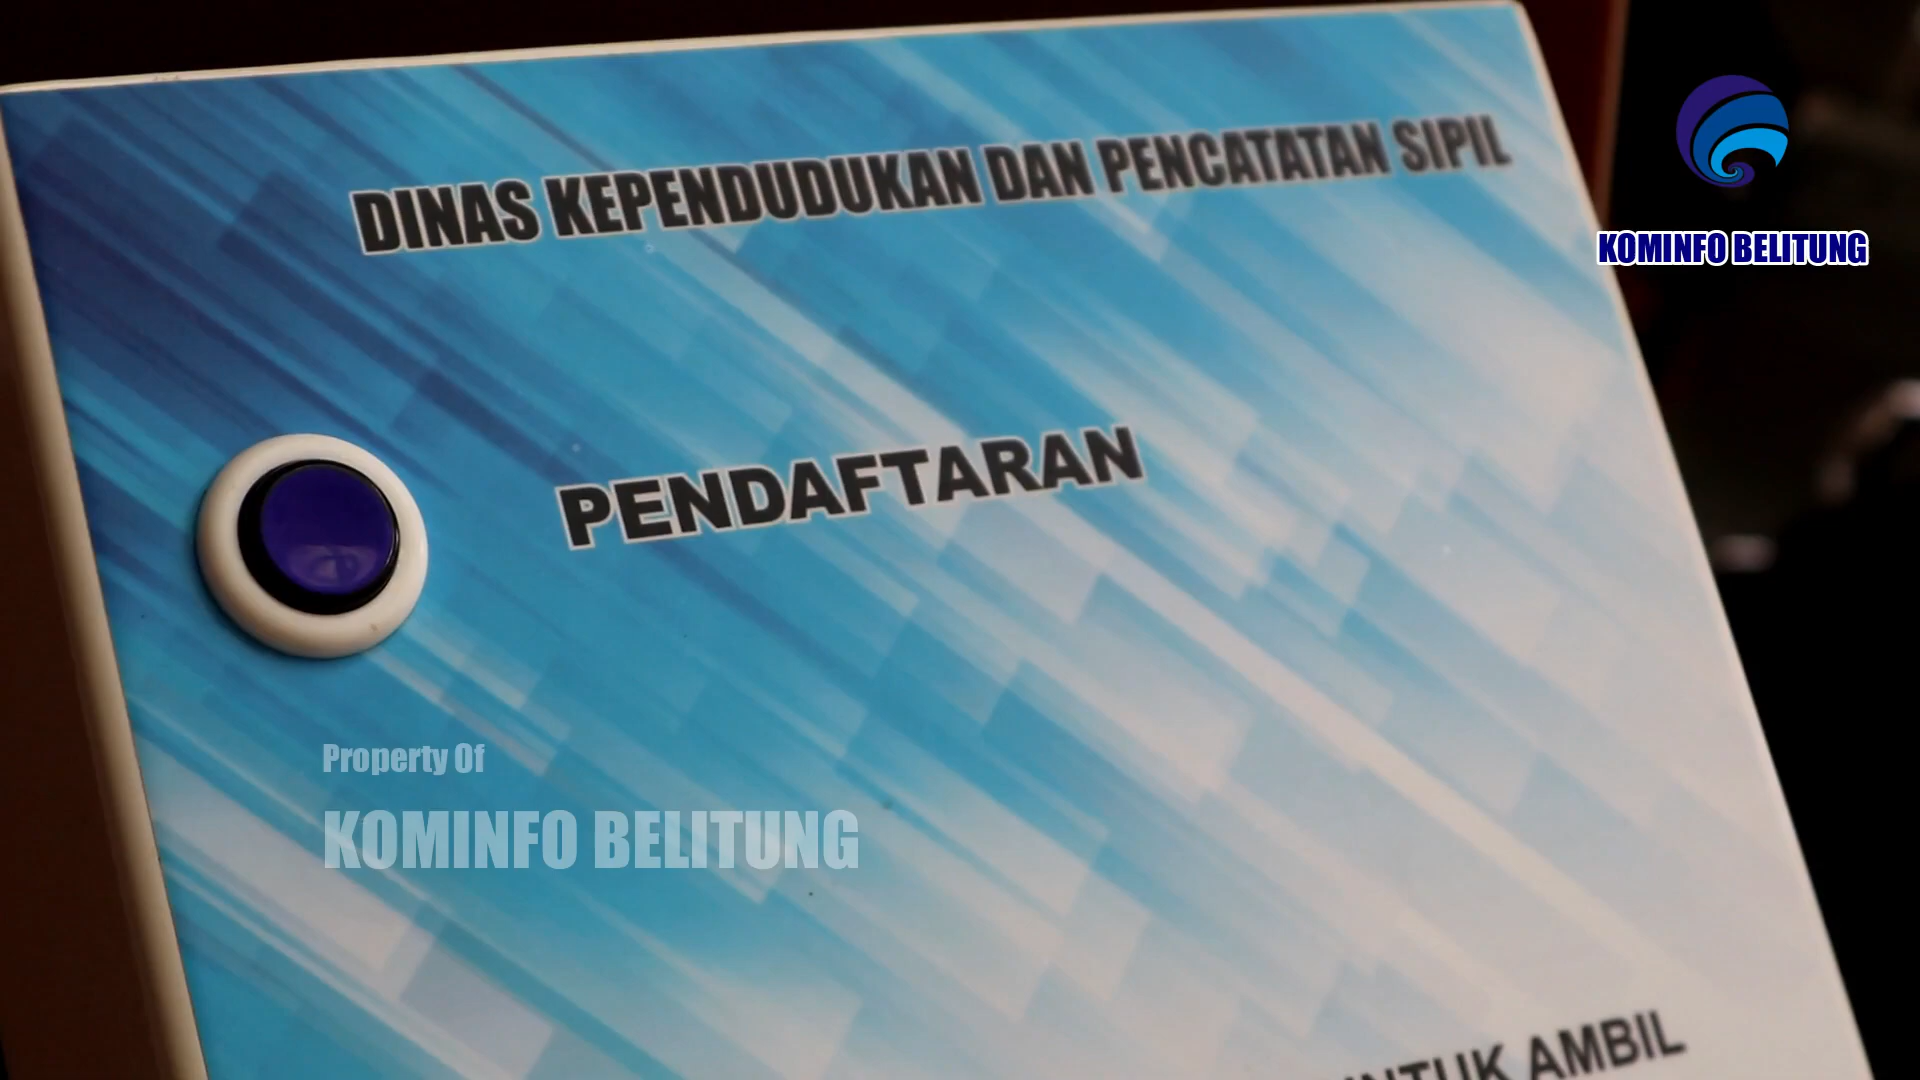 DINAS KEPENDUDUKAN DAN PENCATATAN SIPIL
KOMINFO BELITUNG
PENDAFTARAN
Property Of
KOMINFO BELITUNG
AMBIL